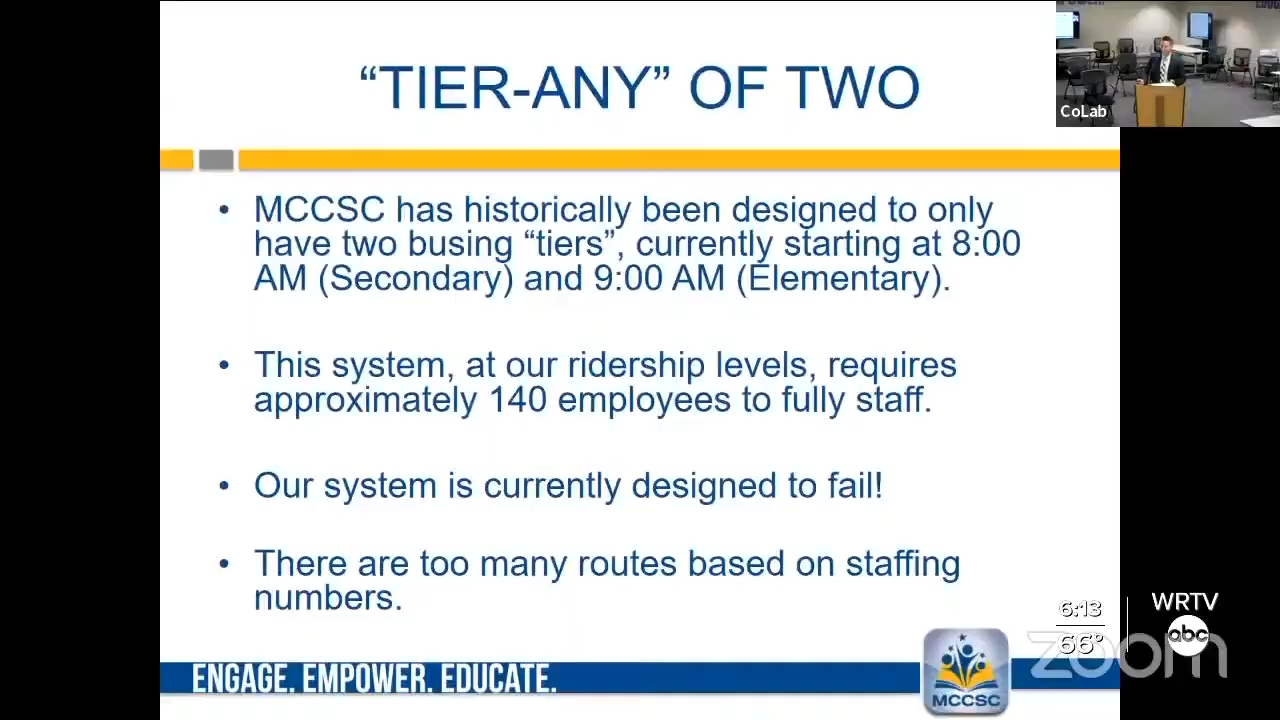 “TIER-ANY” OF TWO
CoLab
• MCCSC has historically been designed to only
have two busing “tiers”, currently starting at 8:00
AM (Secondary) and 9:00 AM (Elementary).
• This system, at our ridership levels, requires
approximately 140 employees to fully staff.
• Our system is currently designed to fail!
• There are too many routes based on staffing
numbers.
6:13
66°
WRTV
abc
zoom
ENGAGE. EMPOWER. EDUCATE.
MCCSC